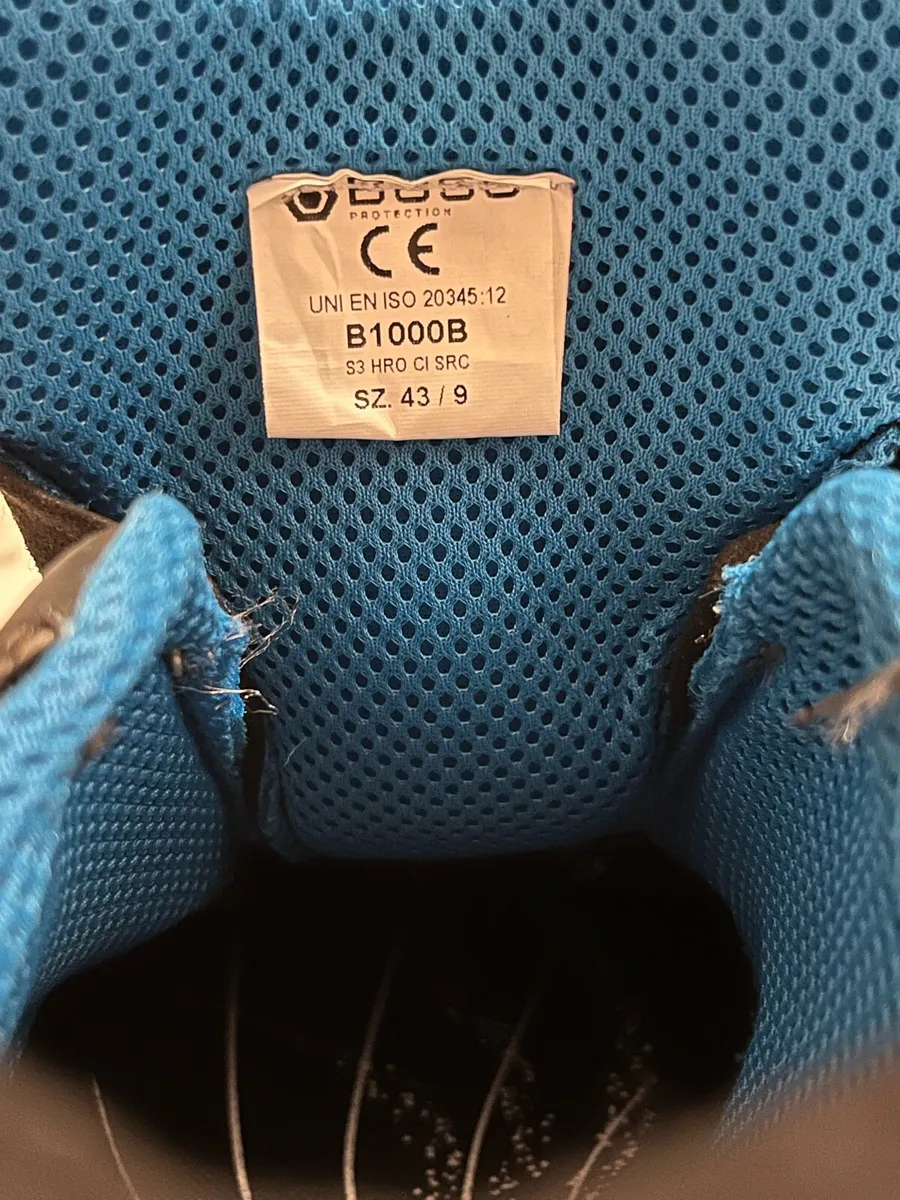 PROTECTION
CE
UNI EN ISO 20345:12
B1000B
S3 HRO CI SRC
SZ. 43 / 9